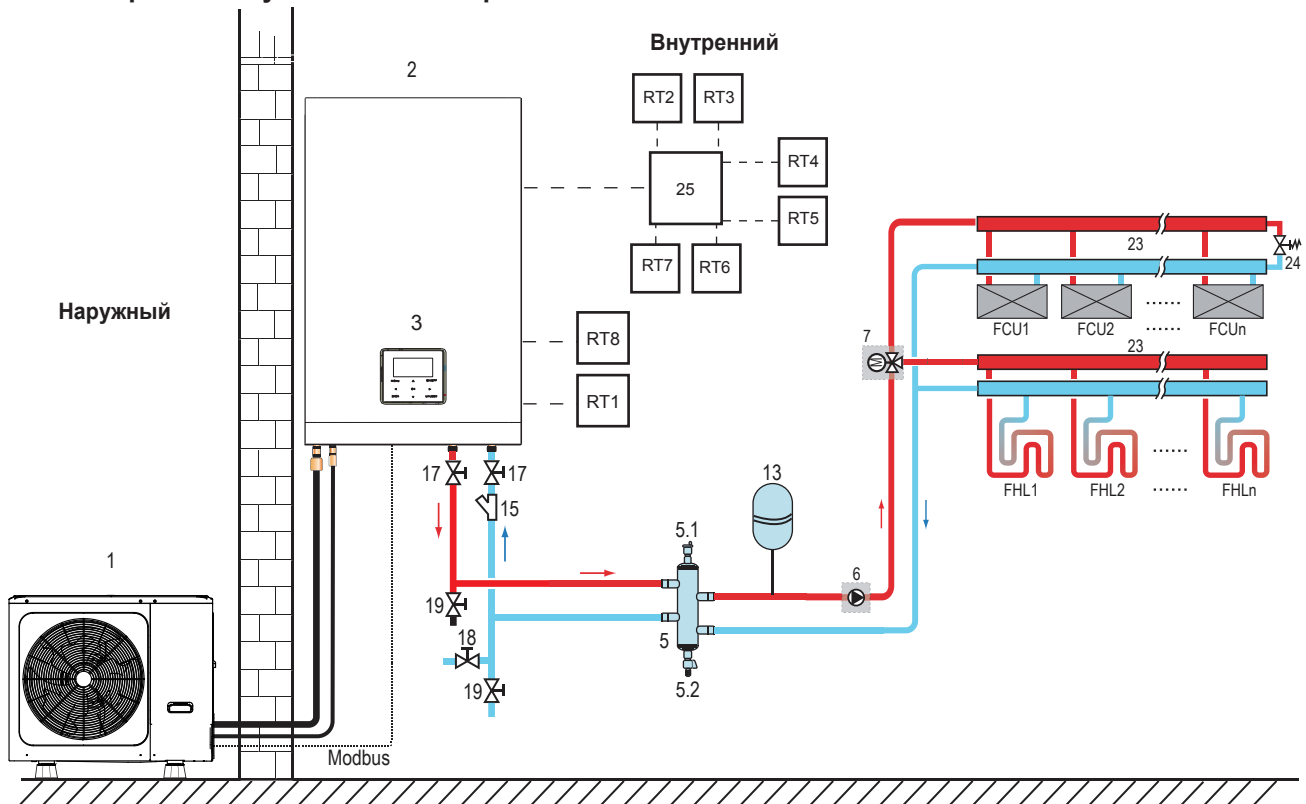 Внутренний
2
RT2
RT3
RT4
25
RT5
RT7
RT6
23
24
FCU1
FCU2
......
......
FCUn
Наружный
3
RT8
7
23
RT1
17
17
15
13
FHL1
FHL2
......
......
FHLn
1
5.1
6
19
18
5
19
5.2
Modbus